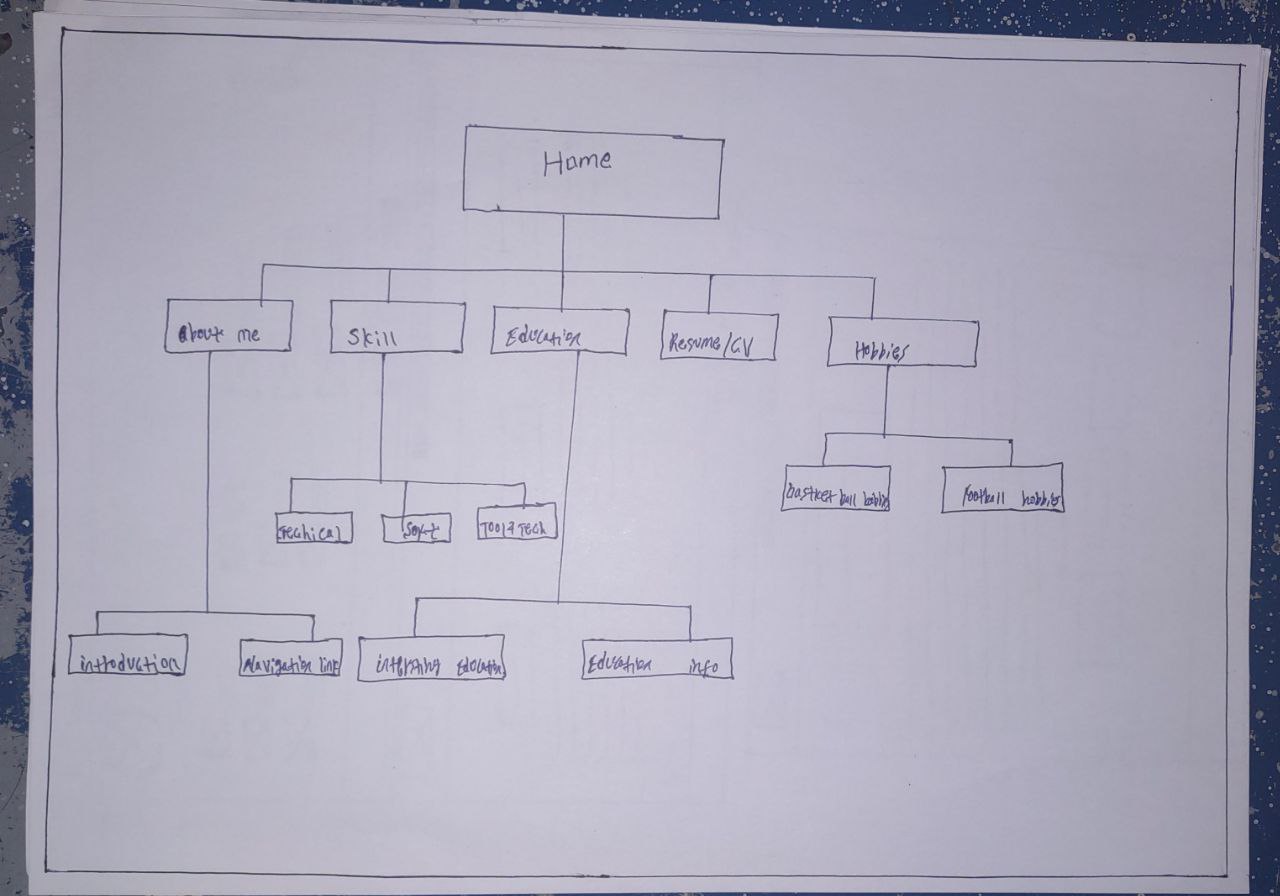 Home
about me
Skill
Education
Resume/CV
Hobbies
Basket ball hobbies
Football hobbies
Techical
Soft
Tool & Tech
introduction
Navigation link
Education
Education info